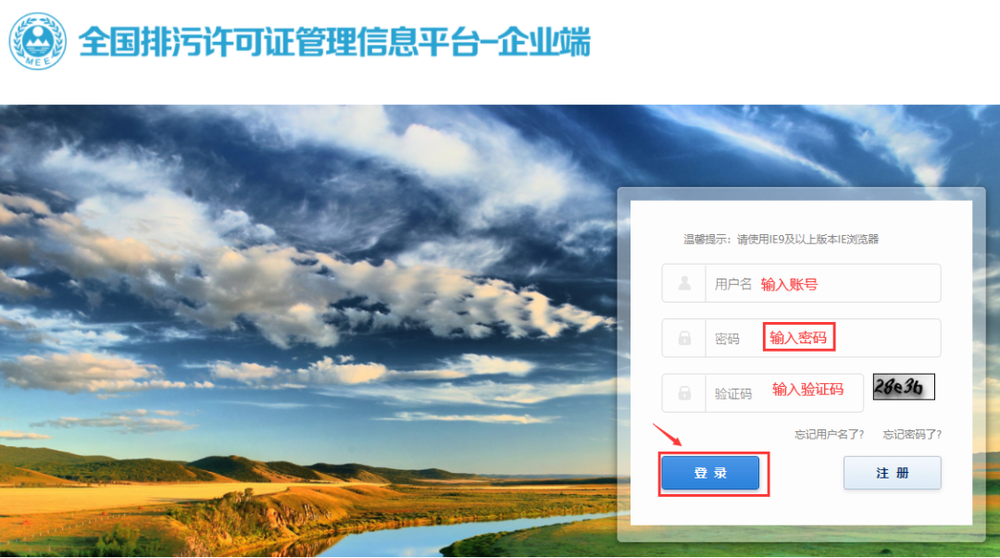 MEE
全国排污许可证管理信息平台-企业端
温馨提示：请使用IE9及以上版本IE浏览器
用户名 输入账号
密码 输入密码
验证码 输入验证码 28e3b
忘记用户名了? 忘记密码了?
登 录 注 册